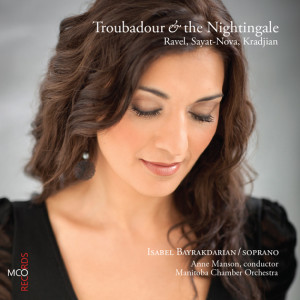 Troubadour & the Nightingale
Ravel, Sayat-Nova, Kradjian
Isabel Bayrakdarian / soprano
Anne Manson, conductor
Manitoba Chamber Orchestra
MCO
RECORDS